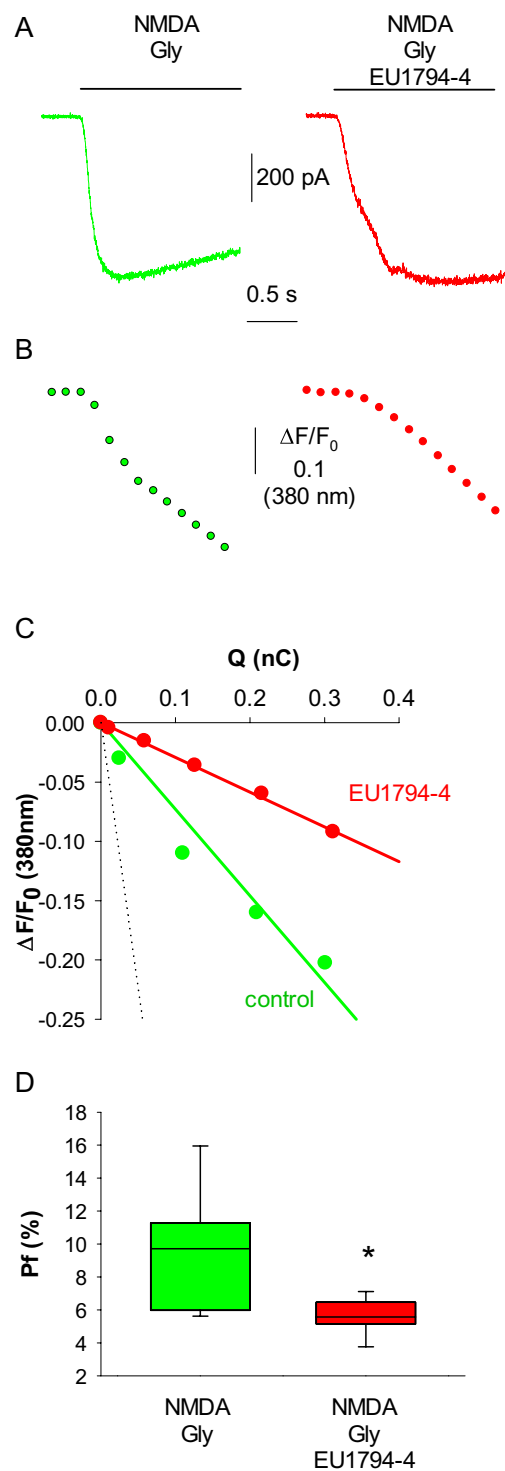 A
NMDA
Gly
NMDA
Gly
EU1794-4
200 pA
0.5 s
B
ΔF/F0
0.1
(380 nm)
C
Q (nC)
0.0 0.1 0.2 0.3 0.4
0.00
-0.05
-0.10
-0.15
-0.20
-0.25
ΔF/F0 (380nm)
EU1794-4
control
D
18
16
14
12
10
8
6
4
2
Pf (%)
*
NMDA
Gly
NMDA
Gly
EU1794-4